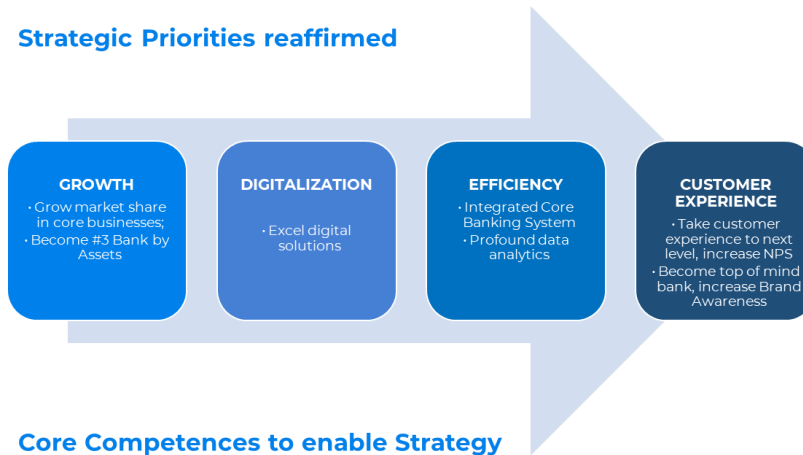 Strategic Priorities reaffirmed
GROWTH
• Grow market share
in core businesses;
• Become #3 Bank by
Assets
DIGITALIZATION
• Excel digital
solutions
EFFICIENCY
• Integrated Core
Banking System
• Profound data
analytics
CUSTOMER
EXPERIENCE
• Take customer
experience to next
level, increase NPS
• Become top of mind
bank, increase Brand
Awareness
Core Competences to enable Strategy